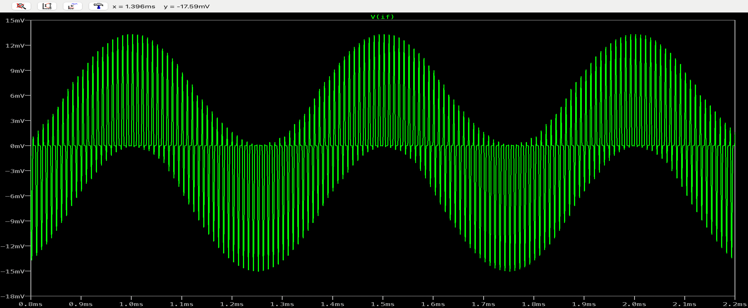 x = 1.396ms    y = -17.59mV
V(if)
15mV
12mV
9mV
6mV
3mV
0mV
-3mV
-6mV
-9mV
-12mV
-15mV
-18mV
0.8ms 0.9ms 1.0ms 1.1ms 1.2ms 1.3ms 1.4ms 1.5ms 1.6ms 1.7ms 1.8ms 1.9ms 2.0ms 2.1ms 2.2ms